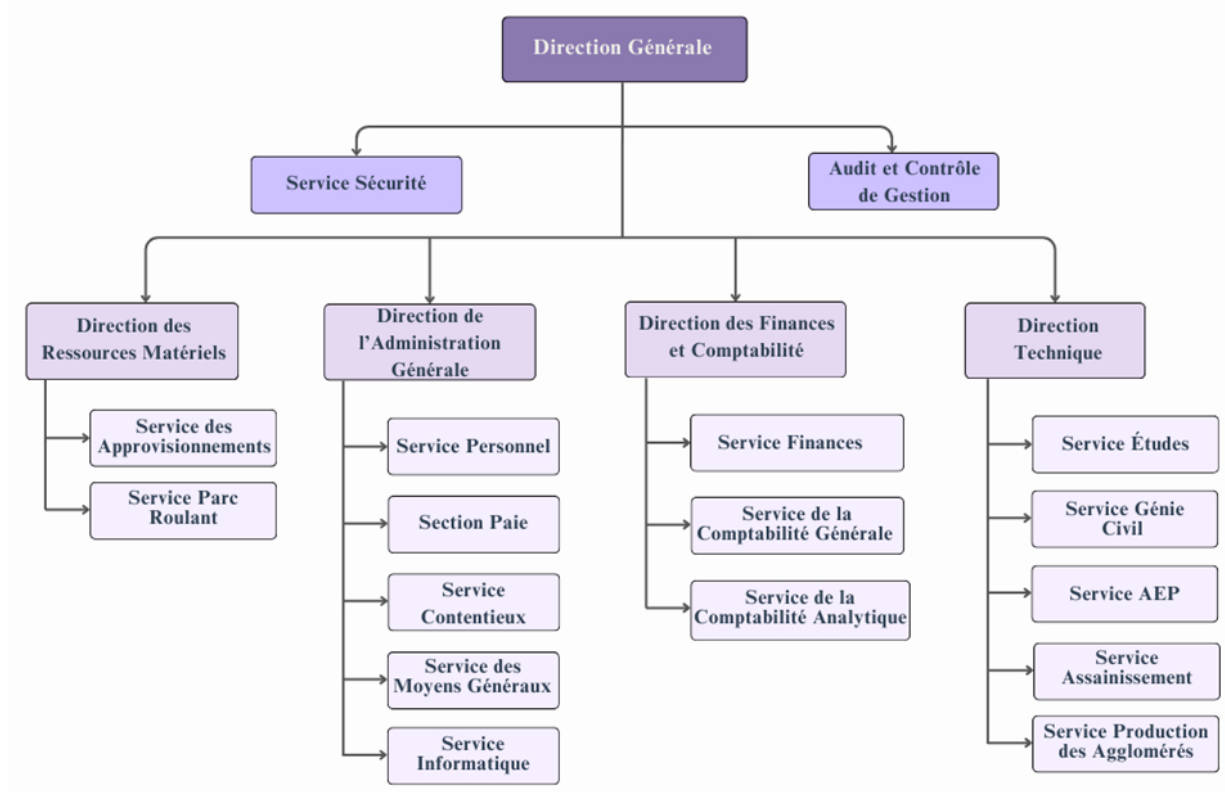 Direction Générale
Service Sécurité
Audit et Contrôle
de Gestion
Direction des
Ressources Matériels
Direction de
l’Administration
Générale
Direction des Finances
et Comptabilité
Direction
Technique
Service des
Approvisionnements
Service Parc
Roulant
Service Personnel
Section Paie
Service
Contentieux
Service des
Moyens Généraux
Service
Informatique
Service Finances
Service de la
Comptabilité Générale
Service de la
Comptabilité Analytique
Service Études
Service Génie
Civil
Service AEP
Service
Assainissement
Service Production
des Agglomérés